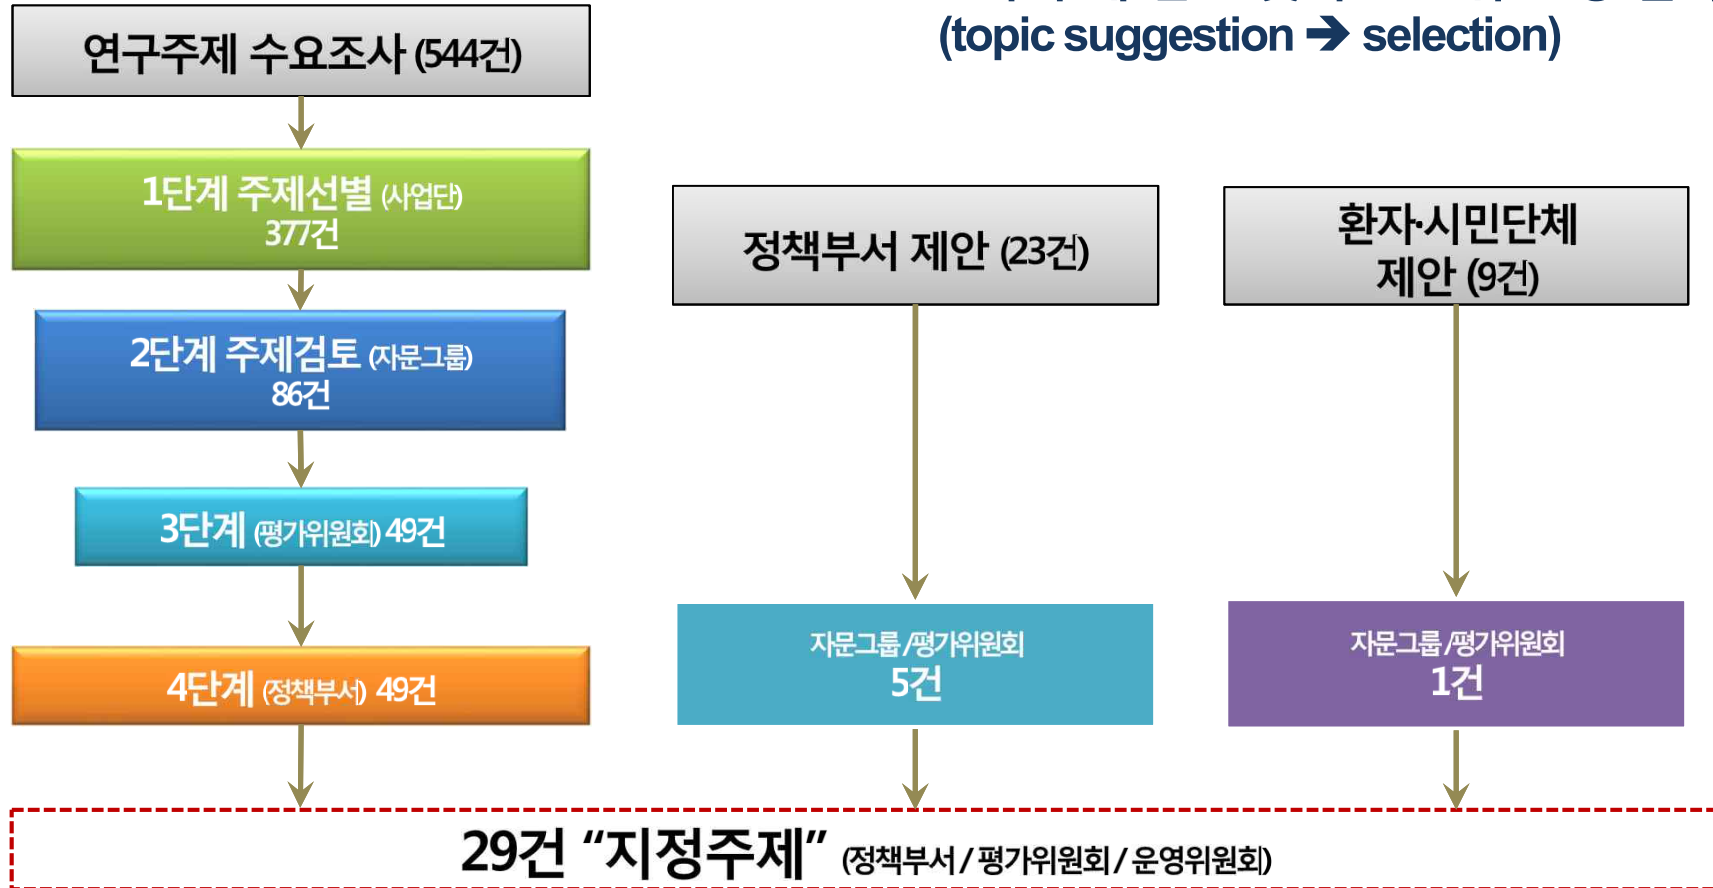 (topic suggestion ➔ selection)
연구주제 수요조사 (544건)
1단계 주제선별 (사업단)
377건
2단계 주제검토 (자문그룹)
86건
3단계 (평가위원회) 49건
4단계 (정책부서) 49건
정책부서 제안 (23건)
자문그룹/평가위원회
5건
환자·시민단체
제안 (9건)
자문그룹/평가위원회
1건
29건 “지정주제” (정책부서 / 평가위원회 / 운영위원회)